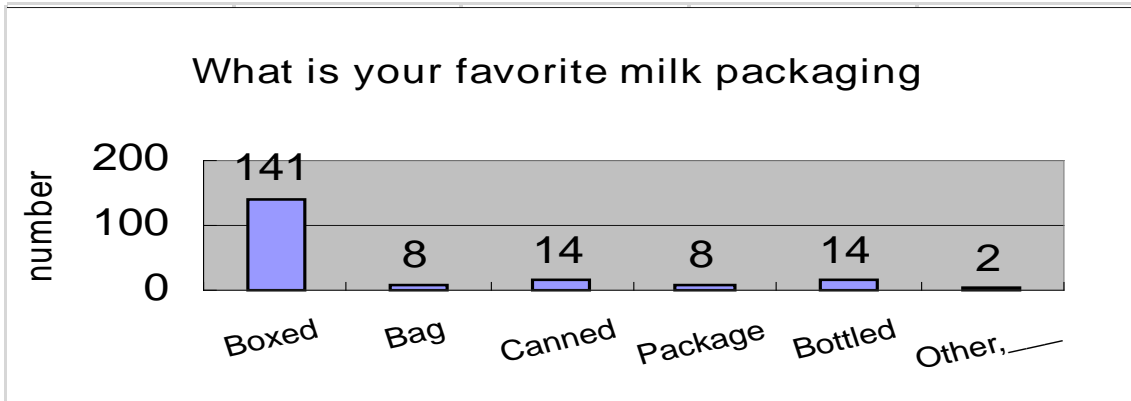 What is your favorite milk packaging
number
200
100
0
141
8
14
8
14
2
Boxed
Bag
Canned
Package
Bottled
Other,____